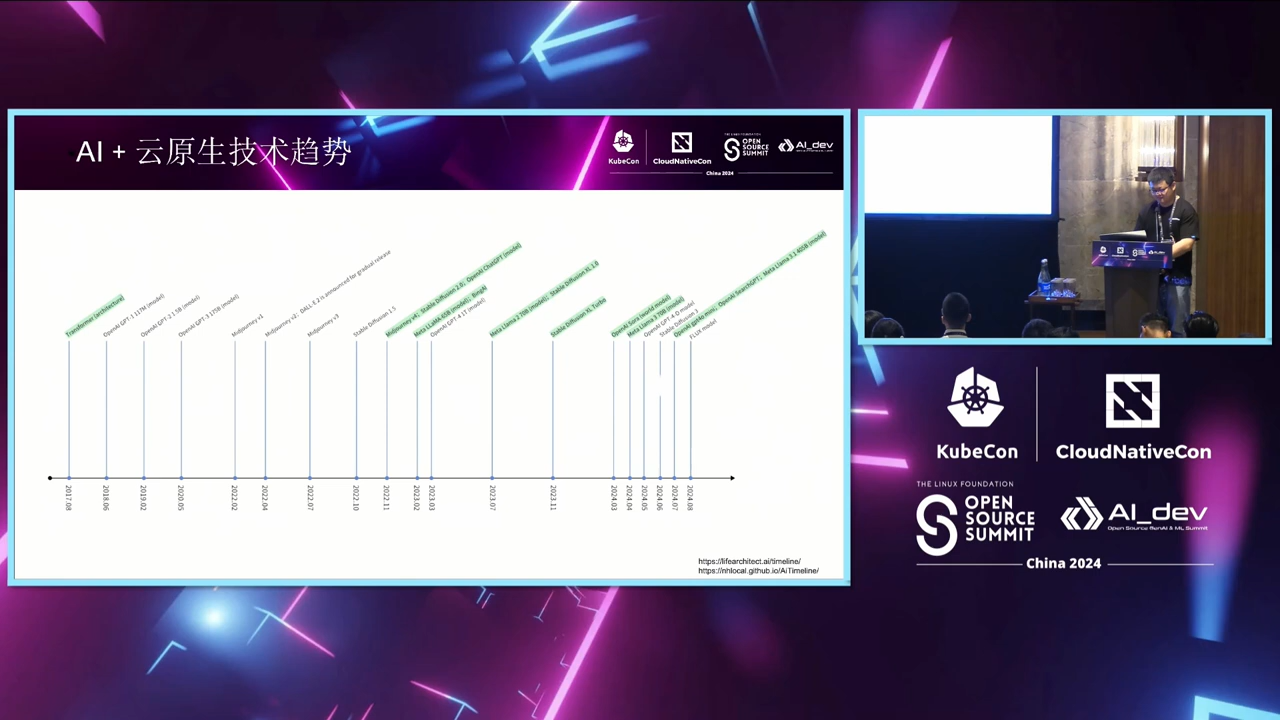 AI + 云原生技术趋势
KubeCon
CloudNativeCon
THE LINUX FOUNDATION
OPEN
SOURCE
SUMMIT
AI_dev
China 2024
Transformer (architecture)
OpenAI GPT-1 117M (model)
OpenAI GPT-2 1.5B (model)
OpenAI GPT-3 175B (model)
Midjourney v1
Midjourney v2; DALL·E 2 is announced for gradual release
Midjourney v3
Stable Diffusion 1.5
Midjourney v4; Stable Diffusion 2.0; OpenAI ChatGPT (model)
Meta LLaMA 65B (model); BingAI
OpenAI GPT-4 1T (model)
Meta Llama 2 70B (model); Stable Diffusion XL 1.0
Stable Diffusion XL Turbo
OpenAI Sora (world model)
Meta Llama 3 70B (model)
OpenAI GPT-4 O (model)
Stable Diffusion 3
OpenAI gpt4o mini; OpenAI SearchGPT; Meta Llama 3.1 405B (model)
FLUX model
2017.08
2018.06
2019.02
2020.05
2022.02
2022.04
2022.07
2022.10
2022.11
2023.02
2023.03
2023.07
2023.11
2024.03
2024.04
2024.05
2024.06
2024.07
2024.08
https://lifearchitect.ai/timeline/
https://nhlocal.github.io/AiTimeline/
KubeCon
CloudNativeCon
THE LINUX FOUNDATION
OPEN
SOURCE
SUMMIT
AI_dev
Open Source GenAI & ML Summit
China 2024